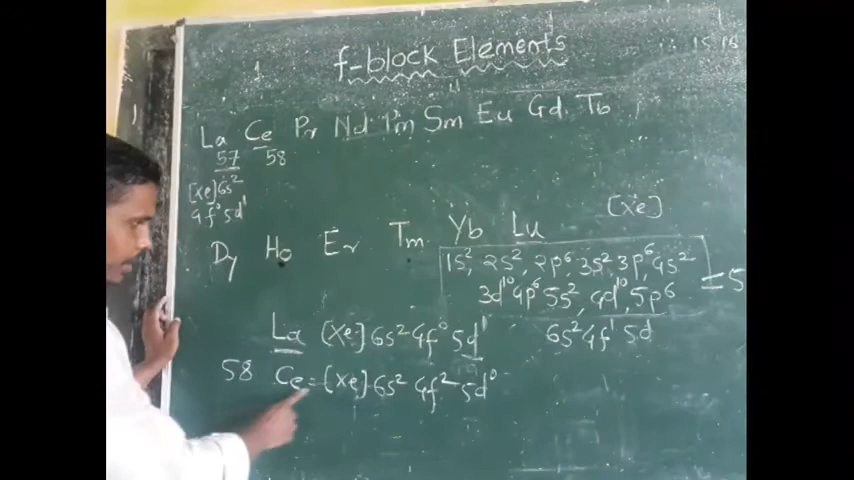 f-block Elements
La Ce Pr Nd Pm Sm Eu Gd Tb
57 58
[Xe]6s²
4f⁰5d¹
Dy Ho Er Tm Yb Lu [Xe]
1s², 2s², 2p⁶, 3s², 3p⁶, 4s²
3d¹⁰ 4p⁶ 5s², 4d¹⁰, 5p⁶ = 5
La [Xe] 6s² 4f⁰ 5d¹ 6s² 4f¹ 5d
58 Ce = [Xe] 6s² 4f² 5d⁰